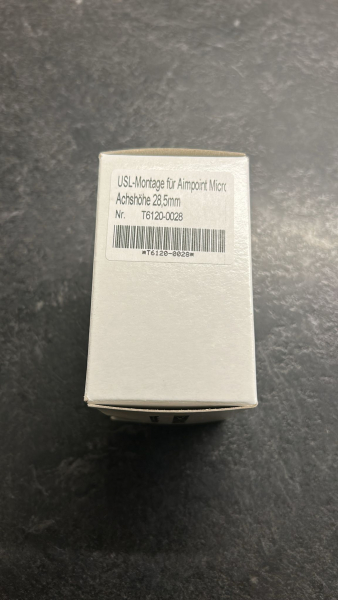 USL-Montage für Aimpoint Micro
Achshöhe 28,5mm
Nr. T6120-0028
*T6120-0028*